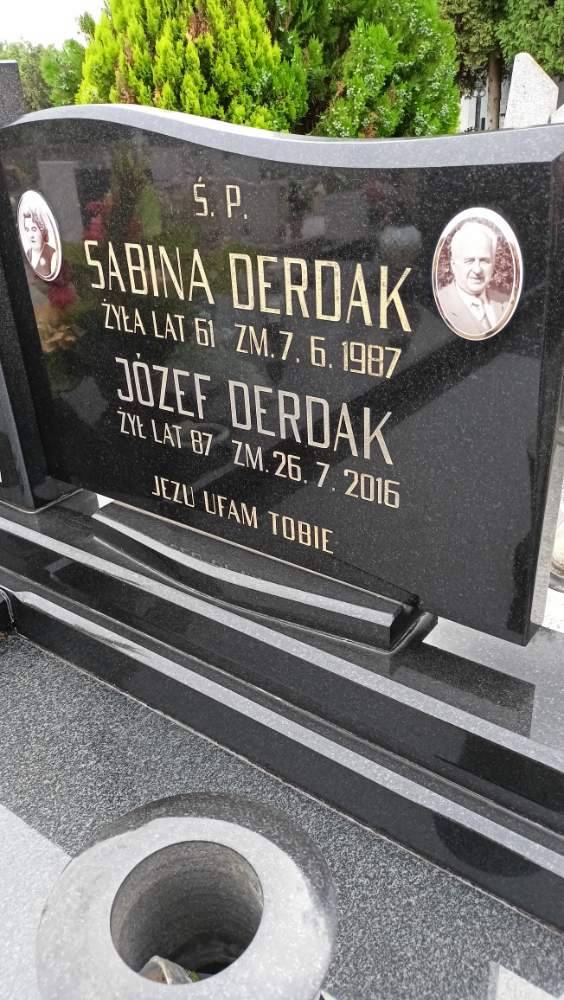 Ś. P.
SABINA DERDAK
ŻYŁA LAT 61 ZM. 7. 6. 1987
JÓZEF DERDAK
ŻYŁ LAT 87 ZM. 26. 7. 2016
JEZU UFAM TOBIE